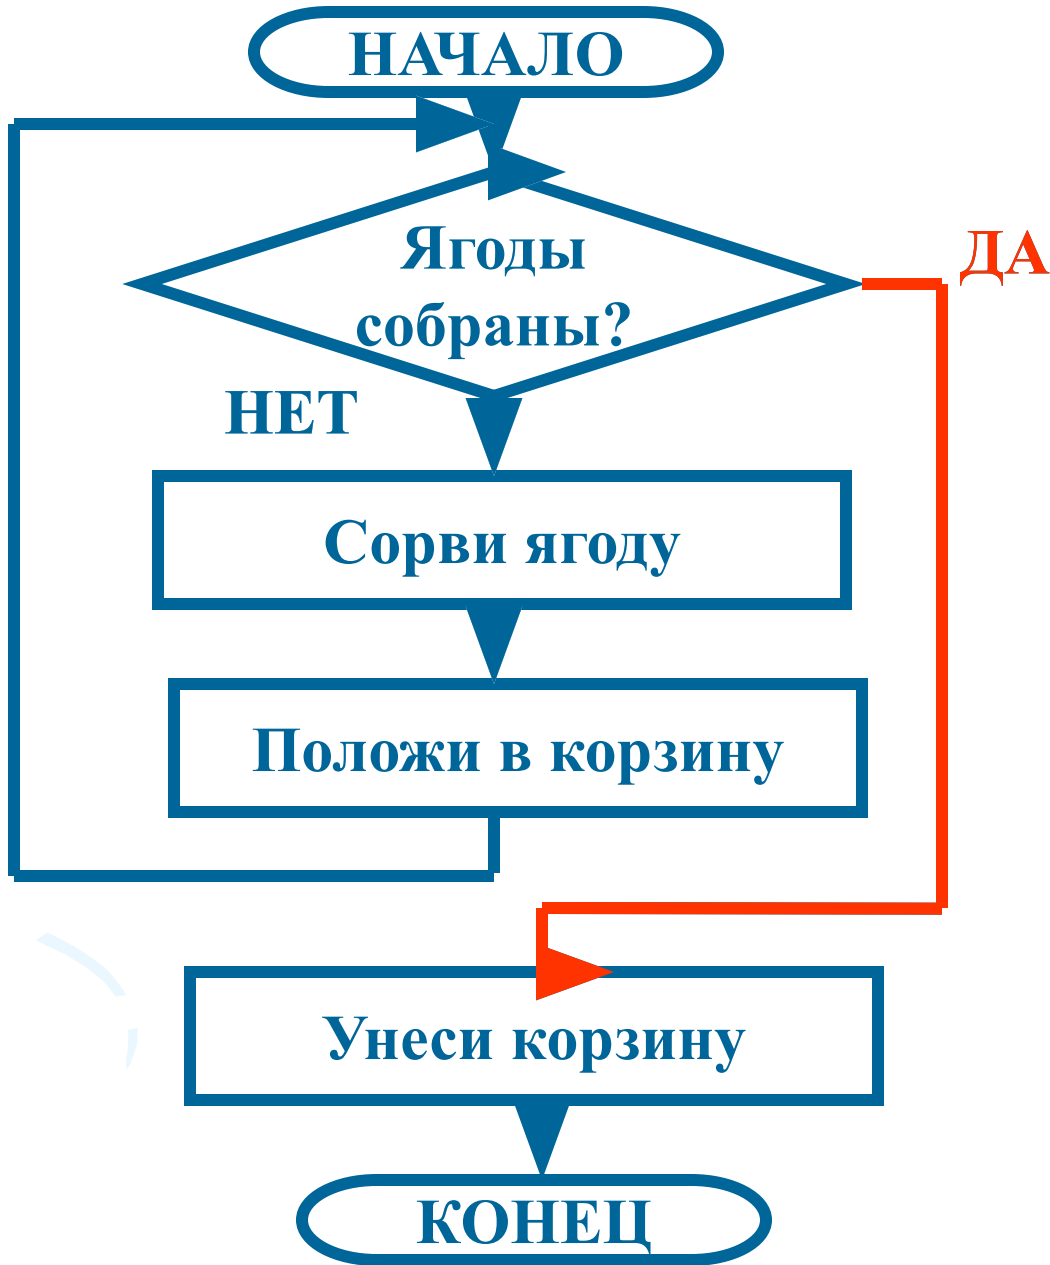 НАЧАЛО
Ягоды
собраны?
ДА
НЕТ
Сорви ягоду
Положи в корзину
Унеси корзину
КОНЕЦ